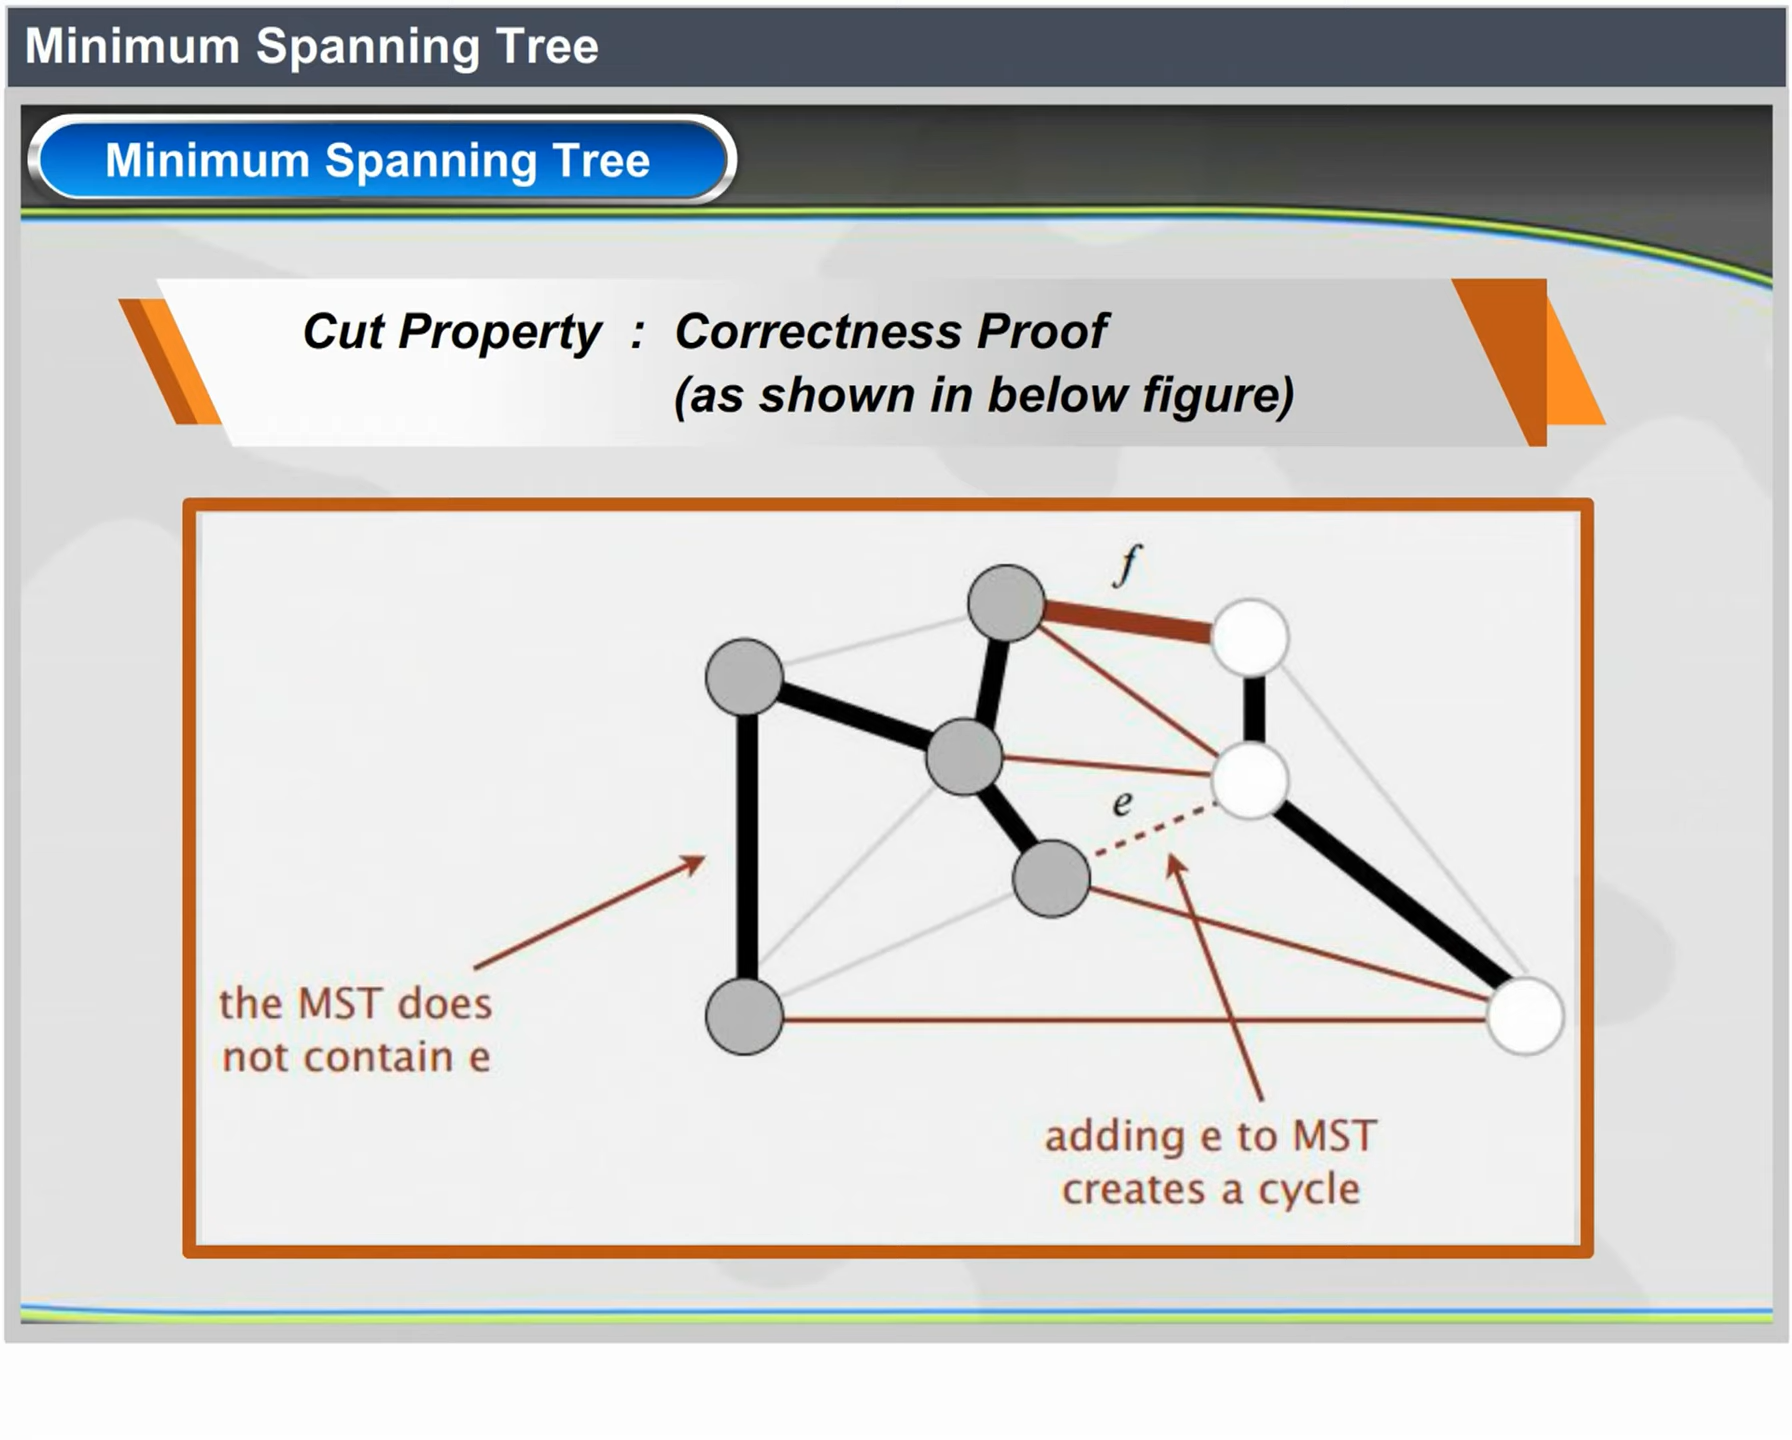 Minimum Spanning Tree
Minimum Spanning Tree
Cut Property : Correctness Proof
(as shown in below figure)
f
e
the MST does
not contain e
adding e to MST
creates a cycle